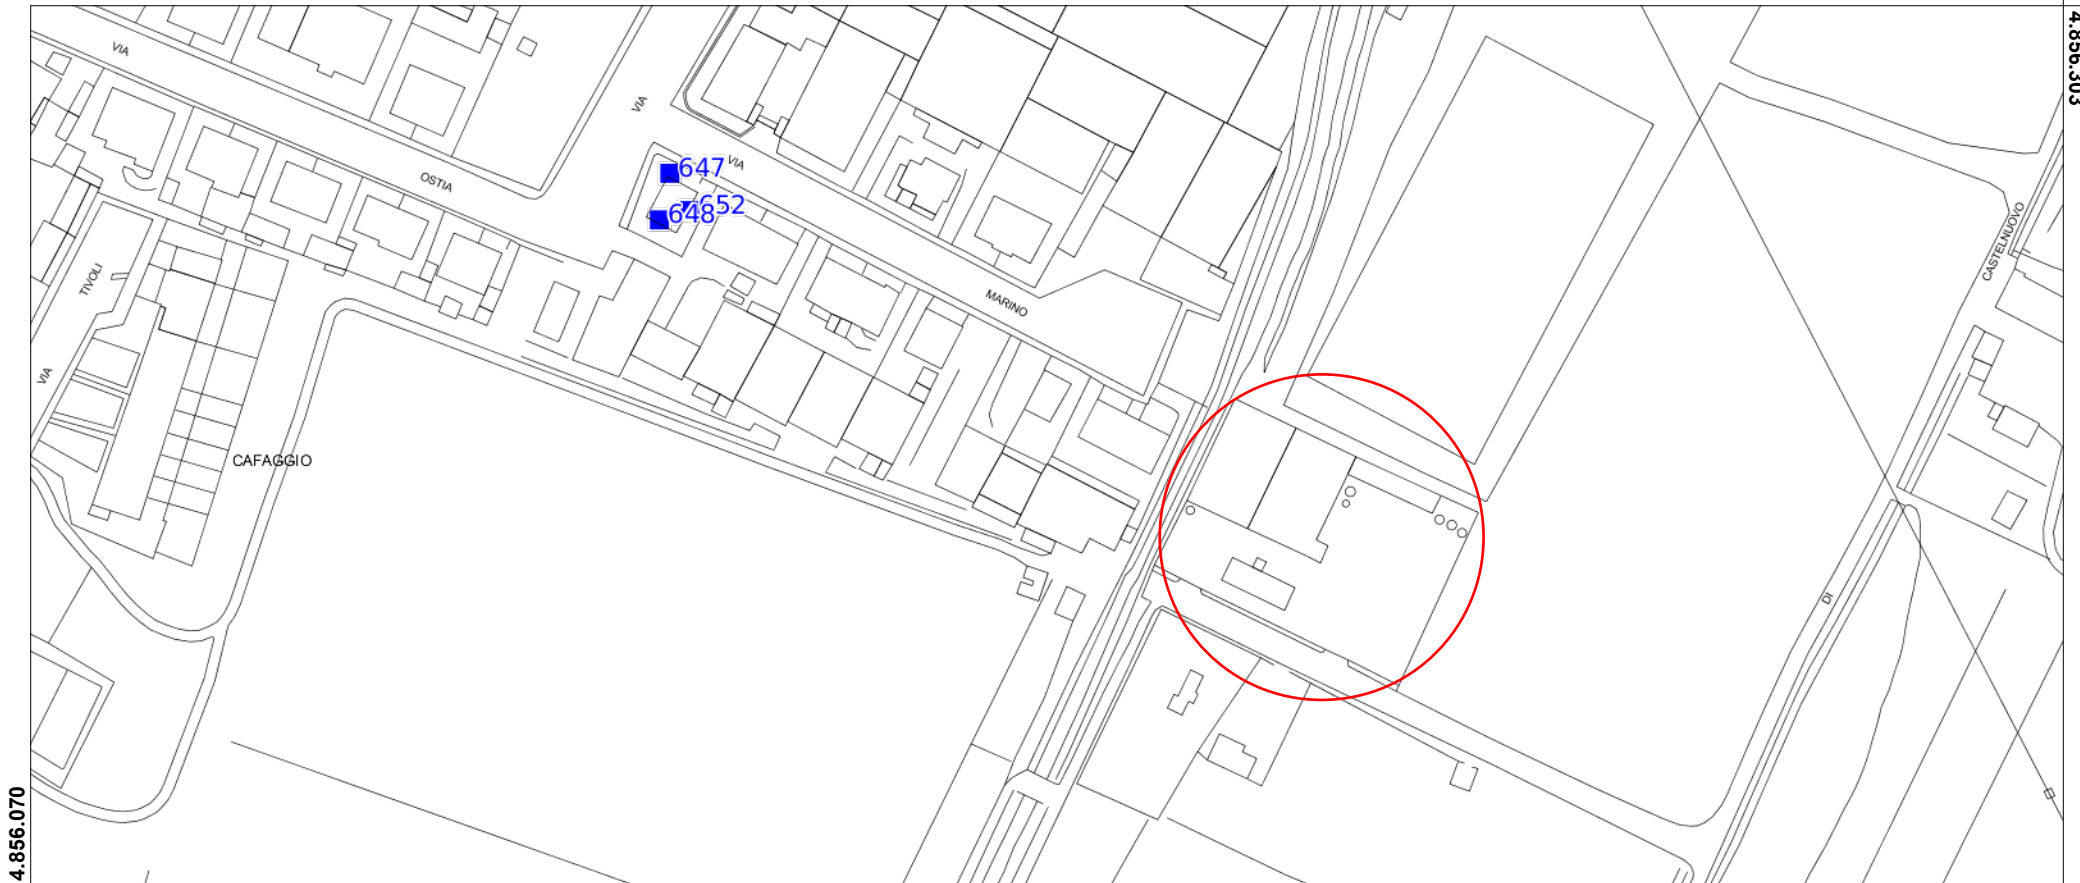 VIA
4.856.303
VIA
VIA
647
OSTIA
652
648
CASTELNUOVO
TIVOLI
MARINO
VIA
CAFAGGIO
DI
4.856.070